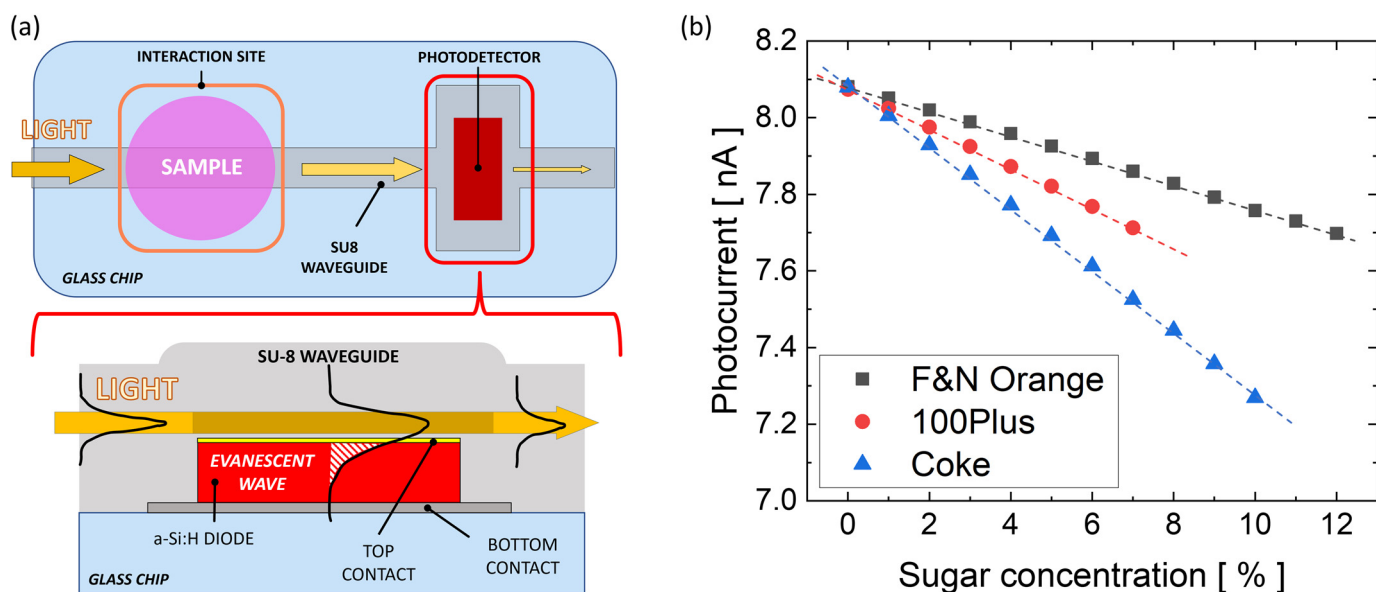 (a)
INTERACTION SITE
PHOTODETECTOR
LIGHT
SAMPLE
SU8
WAVEGUIDE
GLASS CHIP
SU-8 WAVEGUIDE
LIGHT
EVANESCENT
WAVE
a-Si:H DIODE
TOP
CONTACT
BOTTOM
CONTACT
GLASS CHIP
(b)
8.2
8.0
7.8
7.6
7.4
7.2
7.0
Photocurrent [ nA ]
F&N Orange
100Plus
Coke
0 2 4 6 8 10 12
Sugar concentration [ % ]